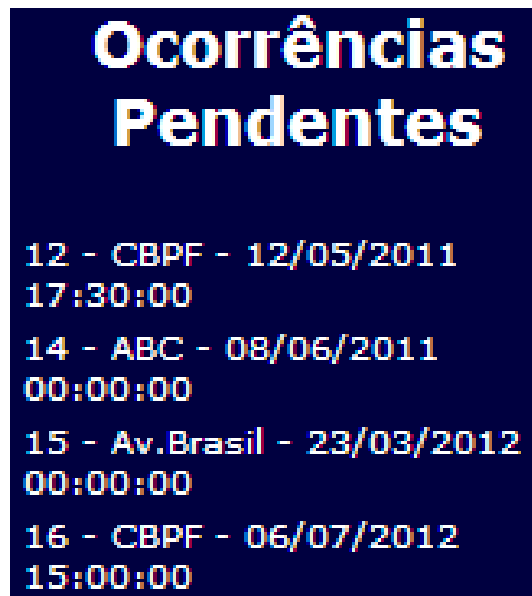 Ocorrências
Pendentes
12 - CBPF - 12/05/2011
17:30:00
14 - ABC - 08/06/2011
00:00:00
15 - Av.Brasil - 23/03/2012
00:00:00
16 - CBPF - 06/07/2012
15:00:00